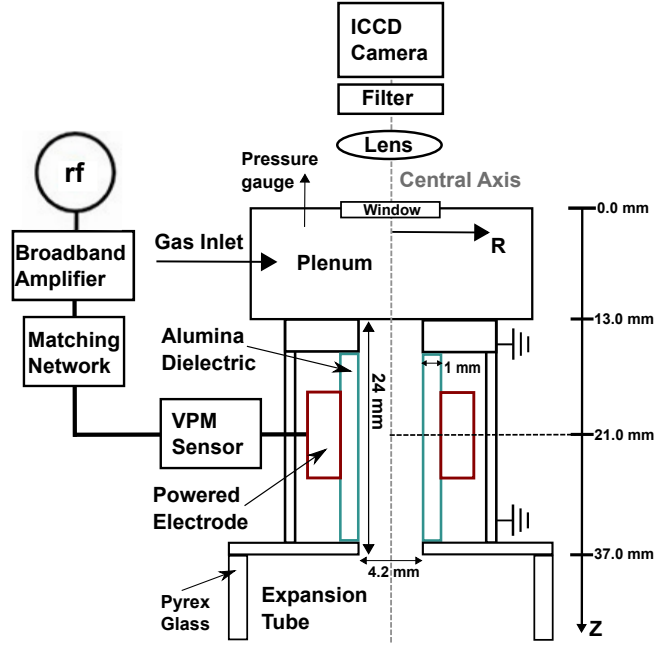 ICCD
Camera
Filter
Lens
Pressure
gauge
Central Axis
rf
Window
0.0 mm
Broadband
Amplifier
Gas Inlet
Plenum
R
13.0 mm
Matching
Network
Alumina
Dielectric
24 mm
1 mm
VPM
Sensor
21.0 mm
Powered
Electrode
37.0 mm
4.2 mm
Pyrex
Glass
Expansion
Tube
Z